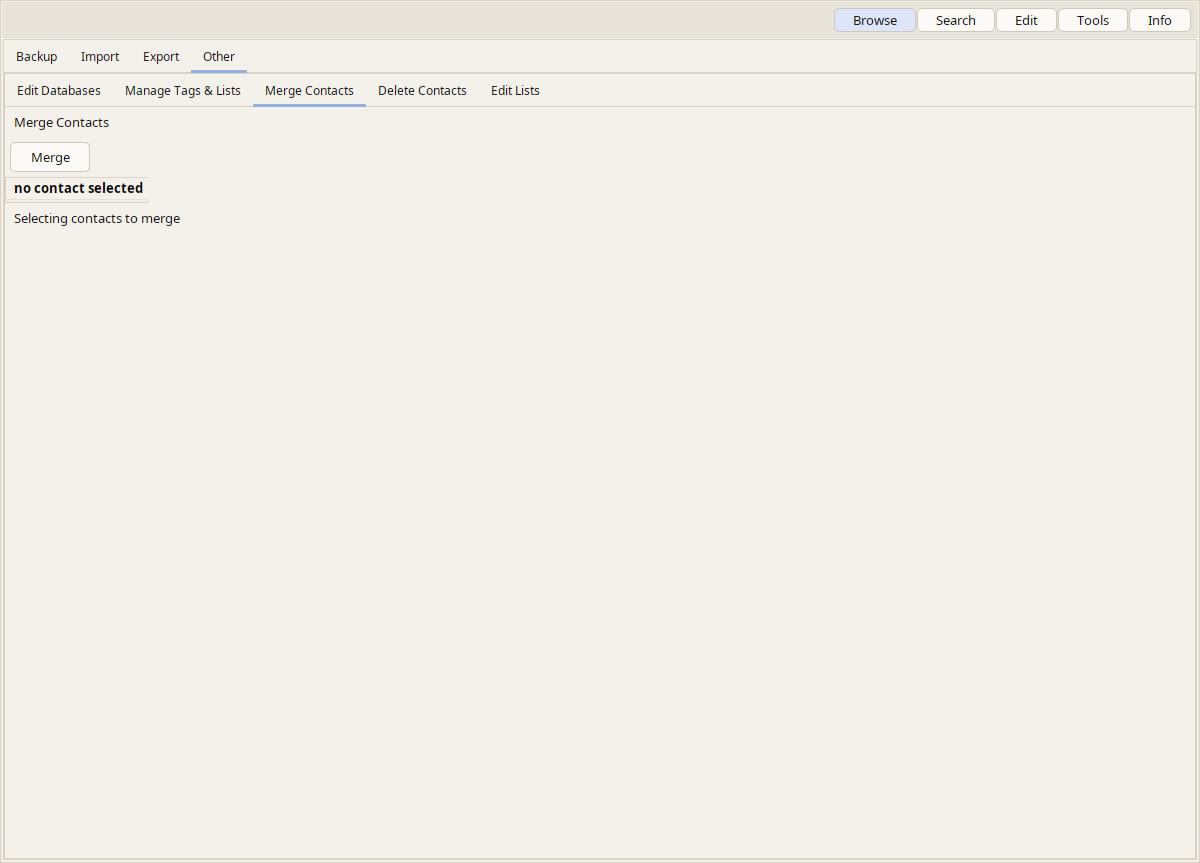 Browse Search Edit Tools Info
Backup Import Export Other
Edit Databases Manage Tags & Lists Merge Contacts Delete Contacts Edit Lists
Merge Contacts
Merge
no contact selected
Selecting contacts to merge